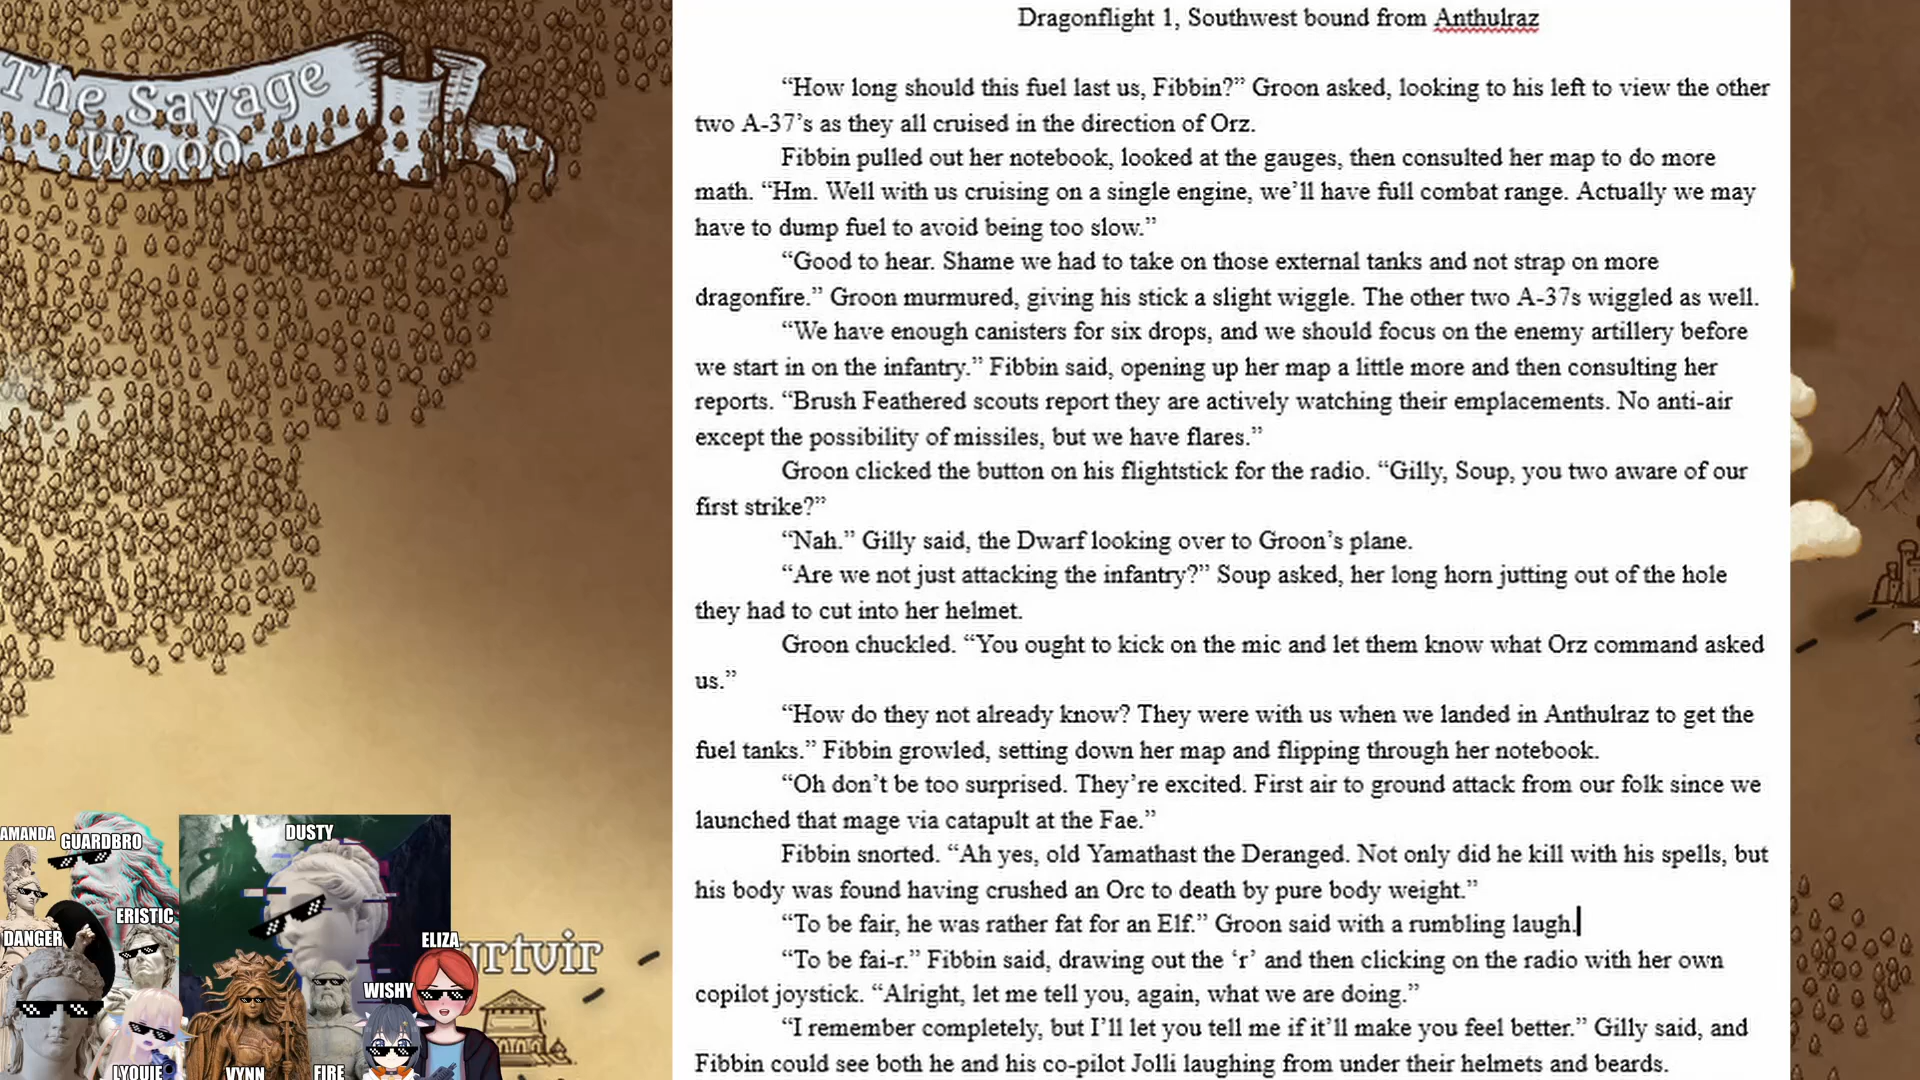 The Savage
Wood
Dragonflight 1, Southwest bound from Anthulraz
“How long should this fuel last us, Fibbin?” Groon asked, looking to his left to view the other
two A-37’s as they all cruised in the direction of Orz.
Fibbin pulled out her notebook, looked at the gauges, then consulted her map to do more
math. “Hm. Well with us cruising on a single engine, we’ll have full combat range. Actually we may
have to dump fuel to avoid being too slow.”
“Good to hear. Shame we had to take on those external tanks and not strap on more
dragonfire.” Groon murmured, giving his stick a slight wiggle. The other two A-37s wiggled as well.
“We have enough canisters for six drops, and we should focus on the enemy artillery before
we start in on the infantry.” Fibbin said, opening up her map a little more and then consulting her
reports. “Brush Feathered scouts report they are actively watching their emplacements. No anti-air
except the possibility of missiles, but we have flares.”
Groon clicked the button on his flightstick for the radio. “Gilly, Soup, you two aware of our
first strike?”
“Nah.” Gilly said, the Dwarf looking over to Groon’s plane.
“Are we not just attacking the infantry?” Soup asked, her long horn jutting out of the hole
they had to cut into her helmet.
Groon chuckled. “You ought to kick on the mic and let them know what Orz command asked
us.”
“How do they not already know? They were with us when we landed in Anthulraz to get the
fuel tanks.” Fibbin growled, setting down her map and flipping through her notebook.
“Oh don’t be too surprised. They’re excited. First air to ground attack from our folk since we
launched that mage via catapult at the Fae.”
Fibbin snorted. “Ah yes, old Yamathast the Deranged. Not only did he kill with his spells, but
his body was found having crushed an Orc to death by pure body weight.”
“To be fair, he was rather fat for an Elf.” Groon said with a rumbling laugh.
“To be fai-r.” Fibbin said, drawing out the ‘r’ and then clicking on the radio with her own
copilot joystick. “Alright, let me tell you, again, what we are doing.”
“I remember completely, but I’ll let you tell me if it’ll make you feel better.” Gilly said, and
Fibbin could see both he and his co-pilot Jolli laughing from under their helmets and beards.
AMANDA
GUARDBRO
DUSTY
ERISTIC
DANGER
ELIZA
WISHY
LYQUIE
VYNN
FIRE